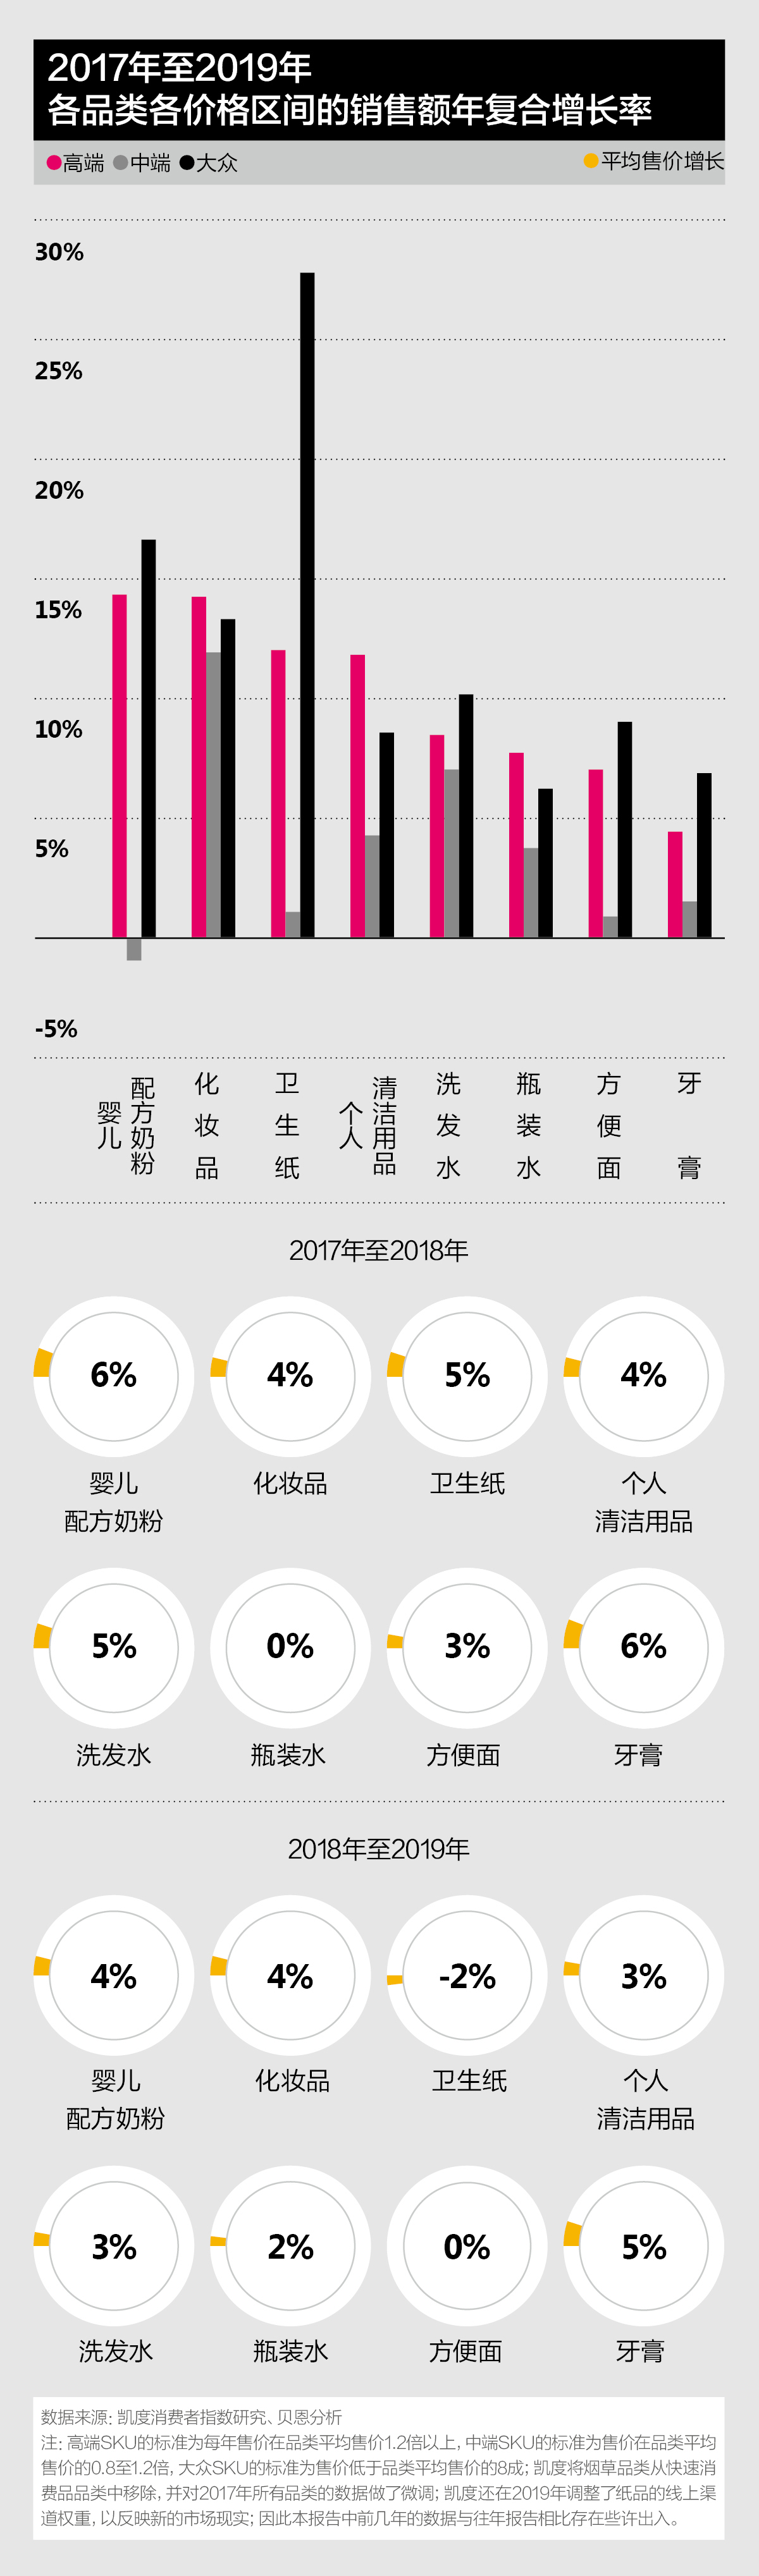 2017年至2019年
各品类各价格区间的销售额年复合增长率
高端 中端 大众 平均售价增长
30%
25%
20%
15%
10%
5%
-5%
婴儿配方奶粉 化妆品 卫生纸 个人清洁用品 洗发水 瓶装水 方便面 牙膏
2017年至2018年
6% 4% 5% 4%
婴儿 化妆品 卫生纸 个人
配方奶粉 清洁用品
5% 0% 3% 6%
洗发水 瓶装水 方便面 牙膏
2018年至2019年
4% 4% -2% 3%
婴儿 化妆品 卫生纸 个人
配方奶粉 清洁用品
3% 2% 0% 5%
洗发水 瓶装水 方便面 牙膏
数据来源：凯度消费者指数研究、贝恩分析
注：高端SKU的标准为每年售价在品类平均售价1.2倍以上，中端SKU的标准为售价在品类平均
售价的0.8至1.2倍，大众SKU的标准为售价低于品类平均售价的8成；凯度将烟草品类从快速消
费品品类中移除，并对2017年所有品类的数据做了微调；凯度还在2019年调整了纸品的线上渠
道权重，以反映新的市场现实；因此本报告中前几年的数据与往年报告相比存在些许出入。